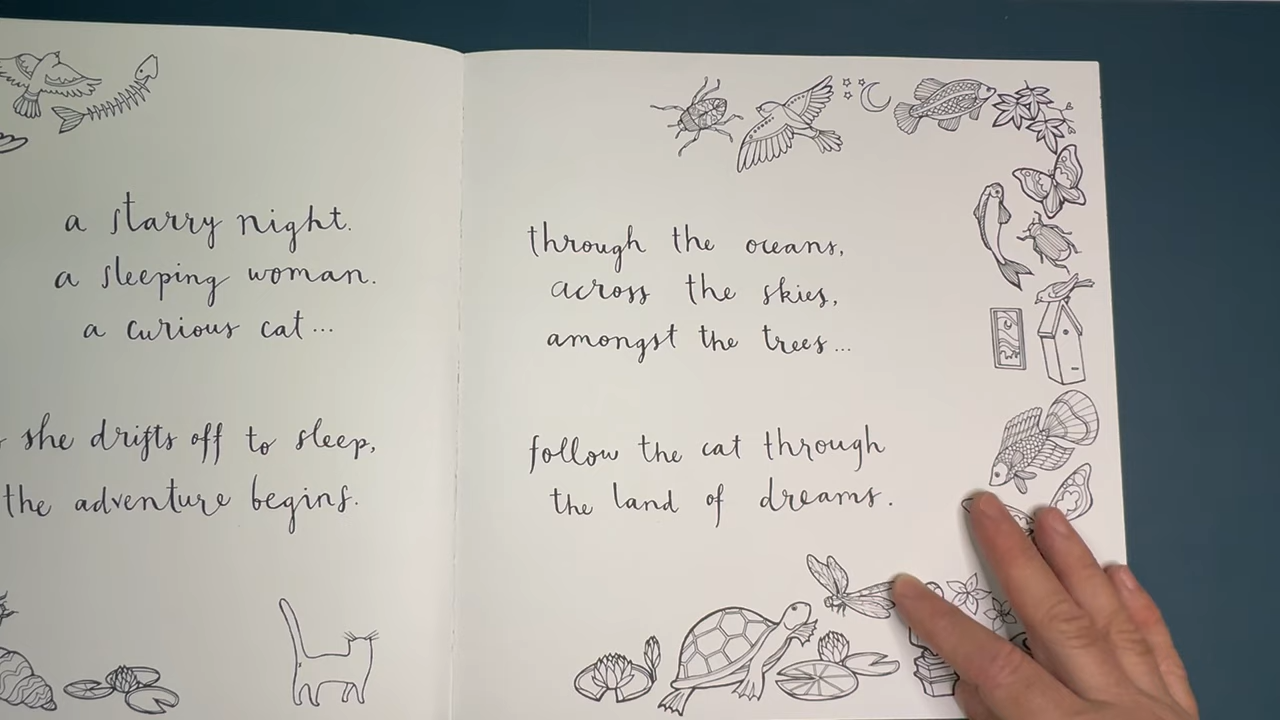 a starry night.
a sleeping woman.
a curious cat...
she drifts off to sleep,
the adventure begins.
through the oceans,
across the skies,
amongst the trees...
follow the cat through
the land of dreams.